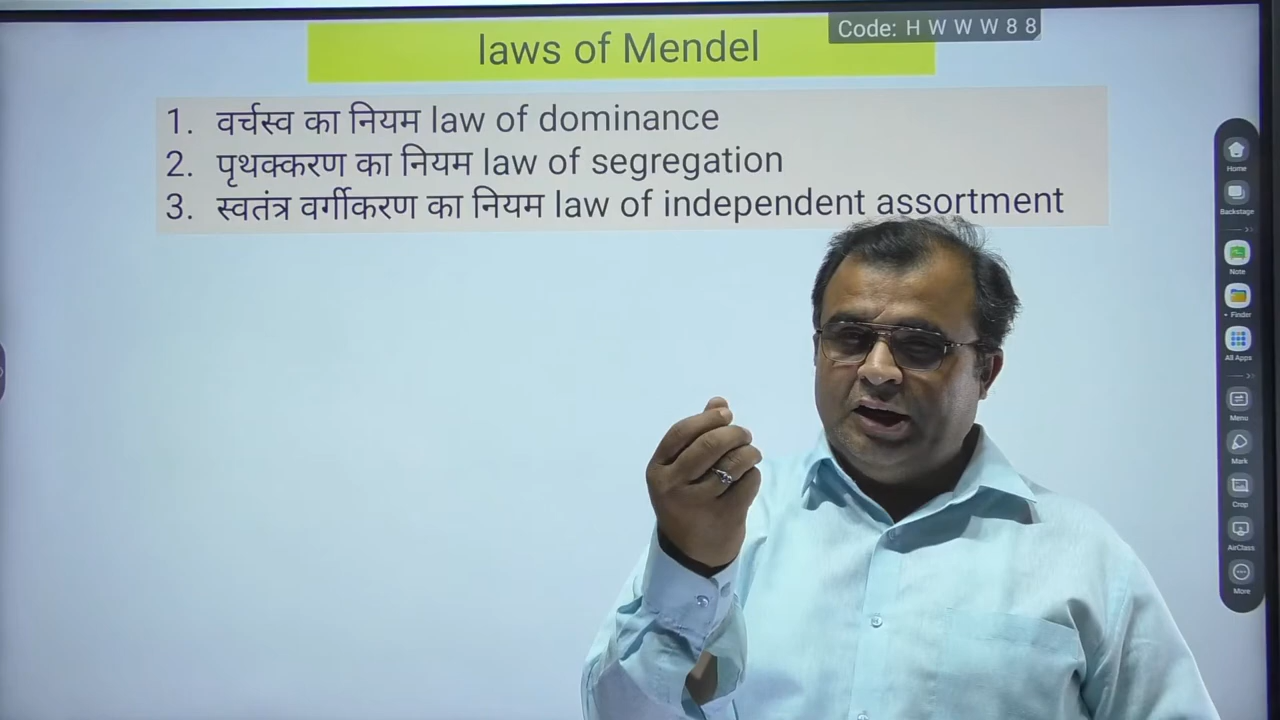 laws of Mendel
Code: H W W W 8 8
1. वर्चस्व का नियम law of dominance
2. पृथक्करण का नियम law of segregation
3. स्वतंत्र वर्गीकरण का नियम law of independent assortment
Home
Backstage
Note
Finder
All Apps
Menu
Mark
Crop
AirClass
More